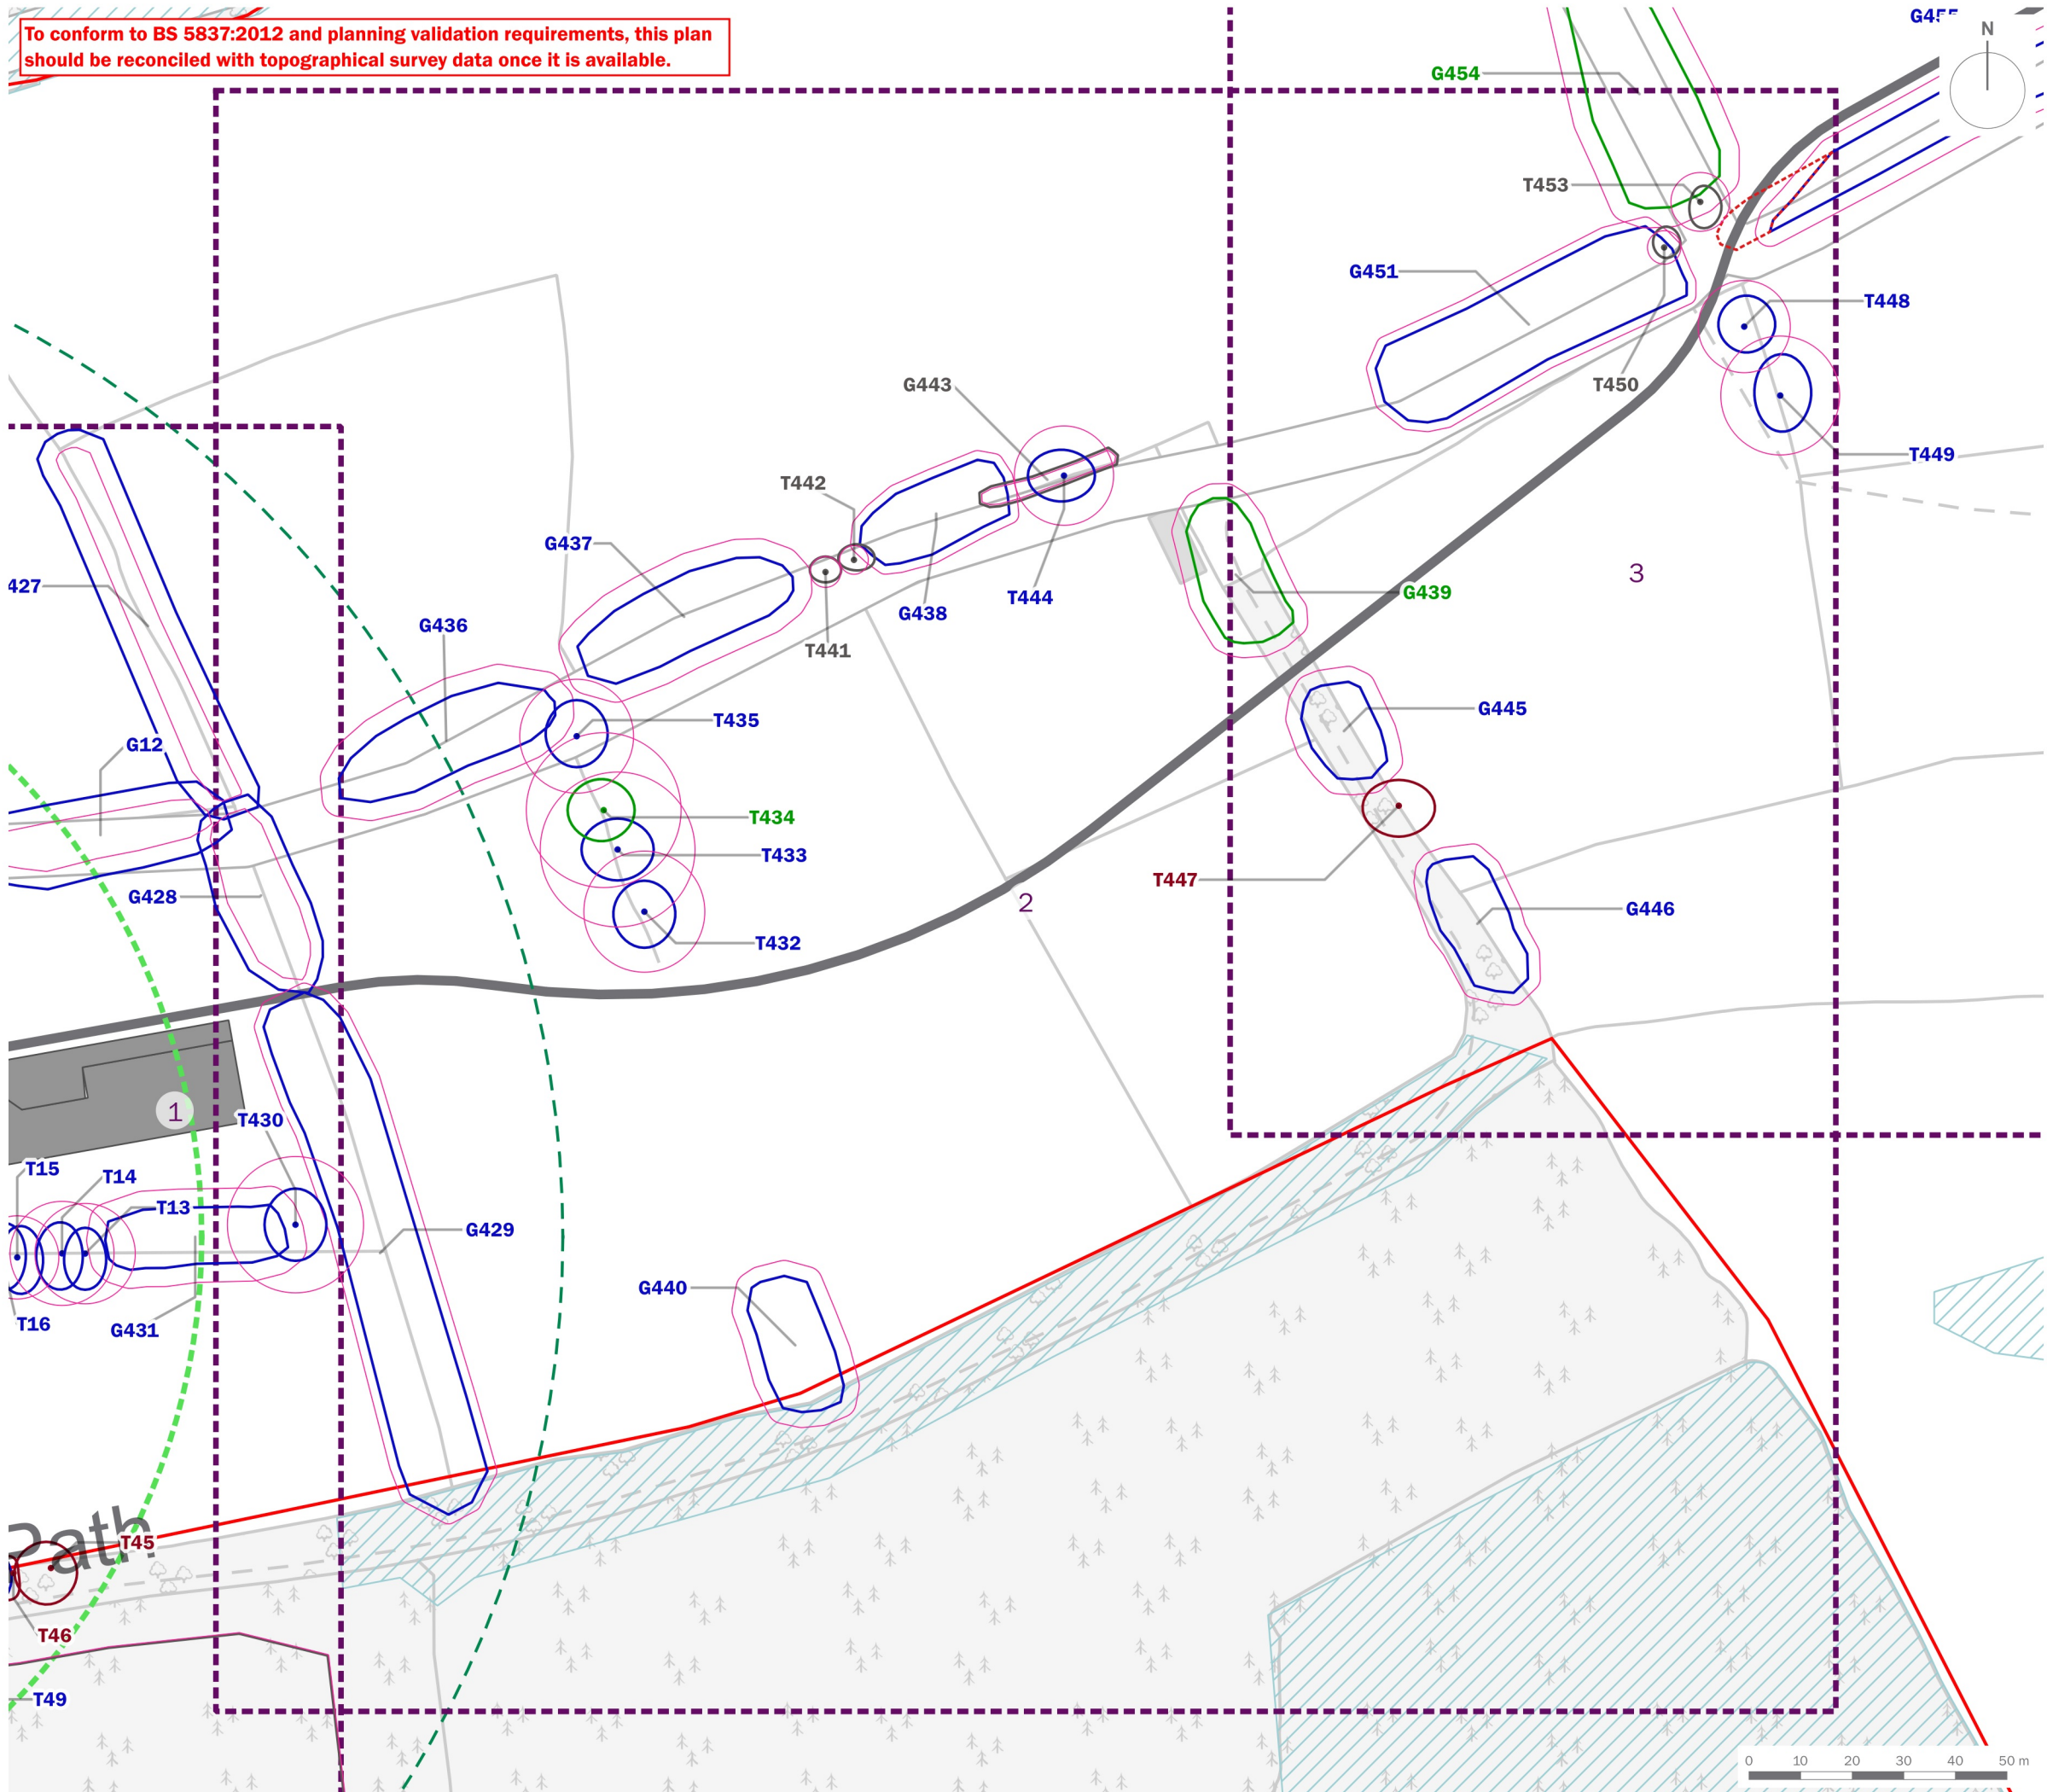 To conform to BS 5837:2012 and planning validation requirements, this plan
should be reconciled with topographical survey data once it is available.
N
G454
T453
G451
T448
T450
T449
G443
T442
G437
G438
T444
T441
G439
3
427
G436
T435
G445
G12
T434
T433
T447
G428
2
G446
T432
1
T430
T15
T14
T13
G429
T16
G431
G440
Path
T45
T46
T49
0 10 20 30 40 50 m